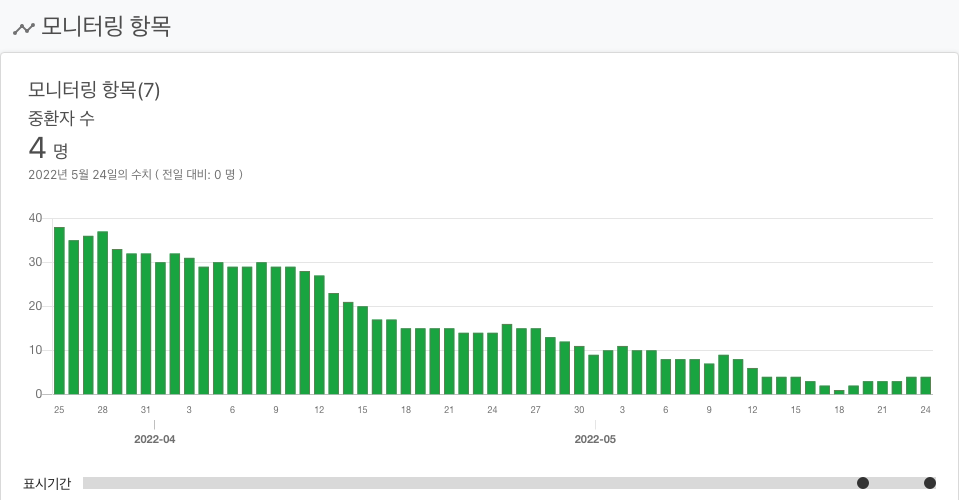 모니터링 항목
모니터링 항목(7)
중환자 수
4 명
2022년 5월 24일의 수치 ( 전일 대비: 0 명 )
40
30
20
10
0
25 28 31 3 6 9 12 15 18 21 24 27 30 3 6 9 12 15 18 21 24
2022-04 2022-05
표시기간